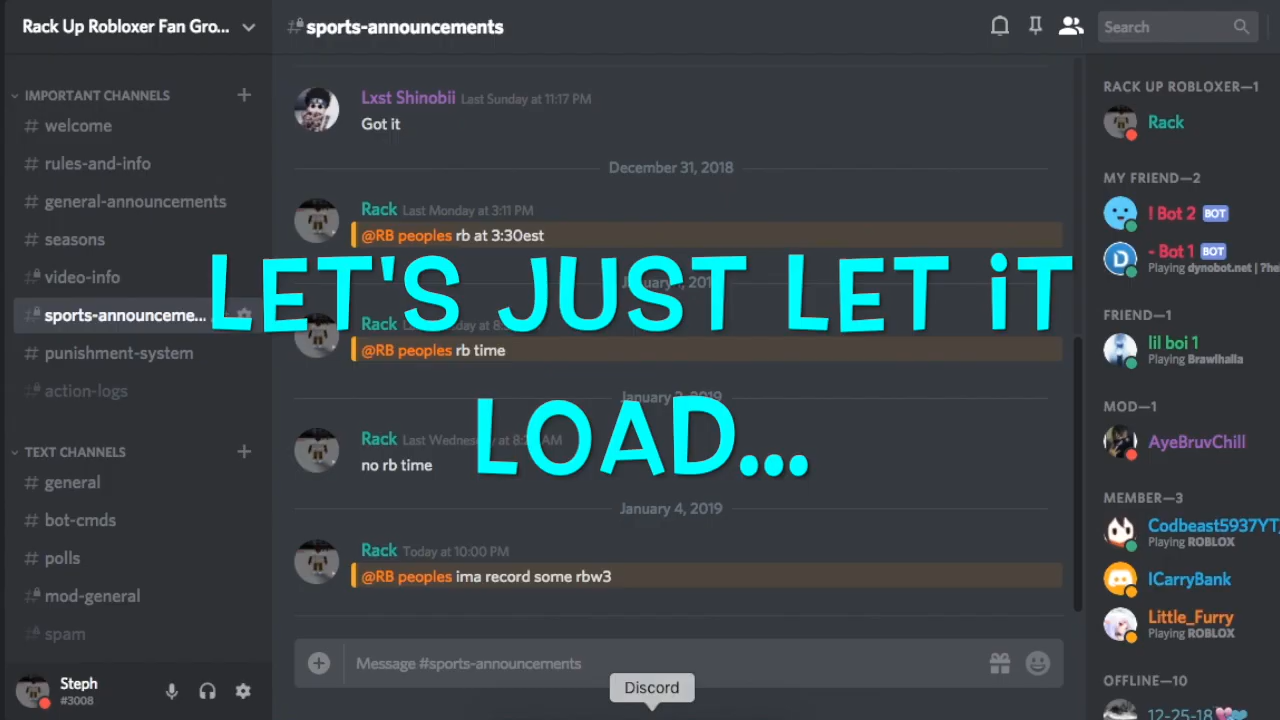 Rack Up Robloxer Fan Gro...
IMPORTANT CHANNELS
# welcome
# rules-and-info
# general-announcements
# seasons
# video-info
# sports-announceme...
# punishment-system
# action-logs
TEXT CHANNELS
# general
# bot-cmds
# polls
# mod-general
# spam
Steph
#3008
# sports-announcements
Search
Lxst Shinobii Last Sunday at 11:17 PM
Got it
December 31, 2018
Rack Last Monday at 3:11 PM
@RB peoples rb at 3:30est
LET'S JUST LET iT
LOAD...
Rack
@RB peoples rb time
Rack Last Wednesday at
no rb time
January 4, 2019
Rack Today at 10:00 PM
@RB peoples ima record some rbw3
Message #sports-announcements
Discord
RACK UP ROBLOXER—1
Rack
MY FRIEND—2
! Bot 2 BOT
- Bot 1 BOT
Playing dynobot.net | ?he
FRIEND—1
lil boi 1
Playing Brawlhalla
MOD—1
AyeBruvChill
MEMBER—3
Codbeast5937YT
Playing ROBLOX
ICarryBank
Little_Furry
Playing ROBLOX
OFFLINE—10
12-25-18